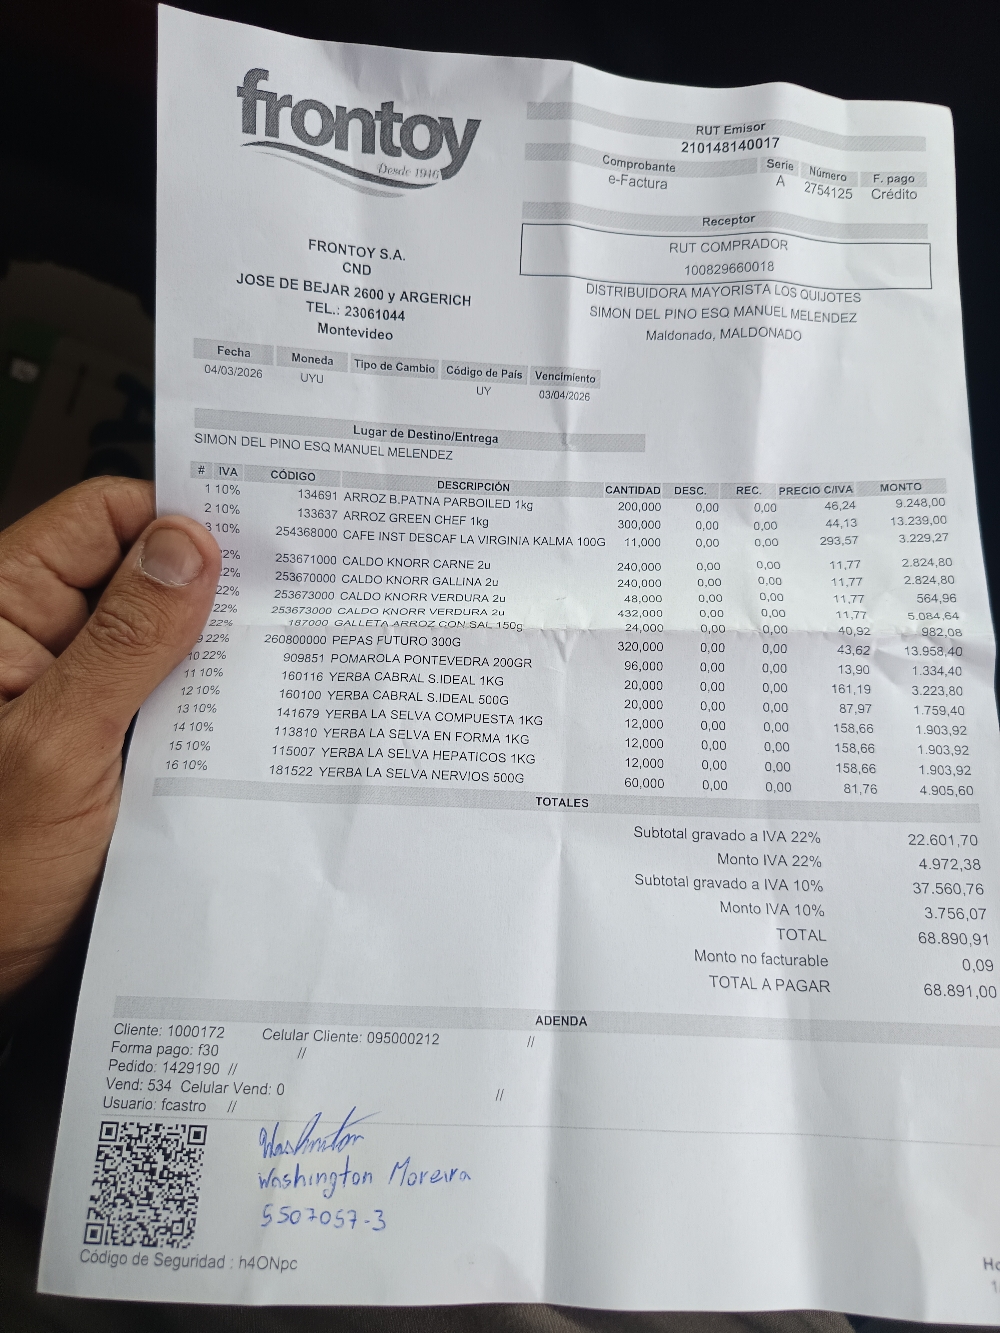 frontoy
Desde 1946
RUT Emisor
210148140017
Comprobante Serie Número F. pago
e-Factura A 2754125 Crédito
Receptor
RUT COMPRADOR
100829660018
DISTRIBUIDORA MAYORISTA LOS QUIJOTES
SIMON DEL PINO ESQ MANUEL MELENDEZ
Maldonado, MALDONADO
FRONTOY S.A.
CND
JOSE DE BEJAR 2600 y ARGERICH
TEL.: 23061044
Montevideo
Fecha Moneda Tipo de Cambio Código de País Vencimiento
04/03/2026 UYU UY 03/04/2026
Lugar de Destino/Entrega
SIMON DEL PINO ESQ MANUEL MELENDEZ
# IVA CÓDIGO DESCRIPCIÓN CANTIDAD DESC. REC. PRECIO C/IVA MONTO
1 10% 134691 ARROZ B.PATNA PARBOILED 1kg 200,000 0,00 0,00 46,24 9.248,00
2 10% 133637 ARROZ GREEN CHEF 1kg 300,000 0,00 0,00 44,13 13.239,00
3 10% 254368000 CAFE INST DESCAF LA VIRGINIA KALMA 100G 11,000 0,00 0,00 293,57 3.229,27
22% 253671000 CALDO KNORR CARNE 2u 240,000 0,00 0,00 11,77 2.824,80
22% 253670000 CALDO KNORR GALLINA 2u 240,000 0,00 0,00 11,77 2.824,80
22% 253673000 CALDO KNORR VERDURA 2u 48,000 0,00 0,00 11,77 564,96
22% 253673000 CALDO KNORR VERDURA 2u 432,000 0,00 0,00 11,77 5.084,64
22% 187000 GALLETA ARROZ CON SAL 150g 24,000 0,00 0,00 40,92 982,08
9 22% 260800000 PEPAS FUTURO 300G 320,000 0,00 0,00 43,62 13.958,40
10 22% 909851 POMAROLA PONTEVEDRA 200GR 96,000 0,00 0,00 13,90 1.334,40
11 10% 160116 YERBA CABRAL S.IDEAL 1KG 20,000 0,00 0,00 161,19 3.223,80
12 10% 160100 YERBA CABRAL S.IDEAL 500G 20,000 0,00 0,00 87,97 1.759,40
13 10% 141679 YERBA LA SELVA COMPUESTA 1KG 12,000 0,00 0,00 158,66 1.903,92
14 10% 113810 YERBA LA SELVA EN FORMA 1KG 12,000 0,00 0,00 158,66 1.903,92
15 10% 115007 YERBA LA SELVA HEPATICOS 1KG 12,000 0,00 0,00 158,66 1.903,92
16 10% 181522 YERBA LA SELVA NERVIOS 500G 60,000 0,00 0,00 81,76 4.905,60
TOTALES
Subtotal gravado a IVA 22% 22.601,70
Monto IVA 22% 4.972,38
Subtotal gravado a IVA 10% 37.560,76
Monto IVA 10% 3.756,07
TOTAL 68.890,91
Monto no facturable 0,09
TOTAL A PAGAR 68.891,00
ADENDA
Cliente: 1000172 Celular Cliente: 095000212 //
Forma pago: f30 //
Pedido: 1429190 //
Vend: 534 Celular Vend: 0 //
Usuario: fcastro //
Washington
Washington Moreira
5507057-3
Código de Seguridad : h4ONpc